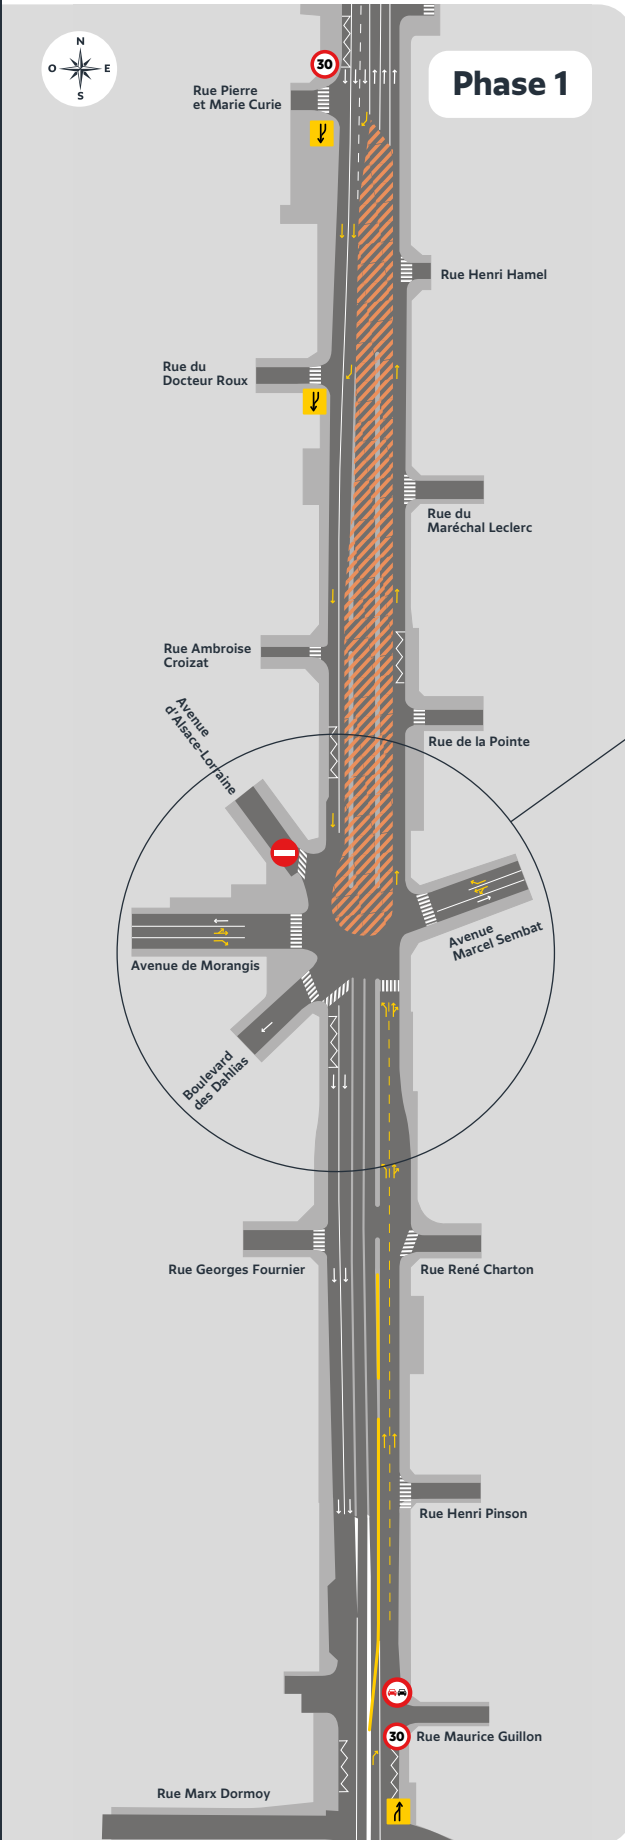 N
O
E
S
30
Phase 1
Rue Pierre
et Marie Curie
Rue Henri Hamel
Rue du
Docteur Roux
Rue du
Maréchal Leclerc
Rue Ambroise
Croizat
Avenue
d'Alsace-Lorraine
Rue de la Pointe
Avenue
Marcel Sembat
Avenue de Morangis
Boulevard
des Dahlias
Rue Georges Fournier
Rue René Charton
Rue Henri Pinson
30
Rue Maurice Guillon
Rue Marx Dormoy